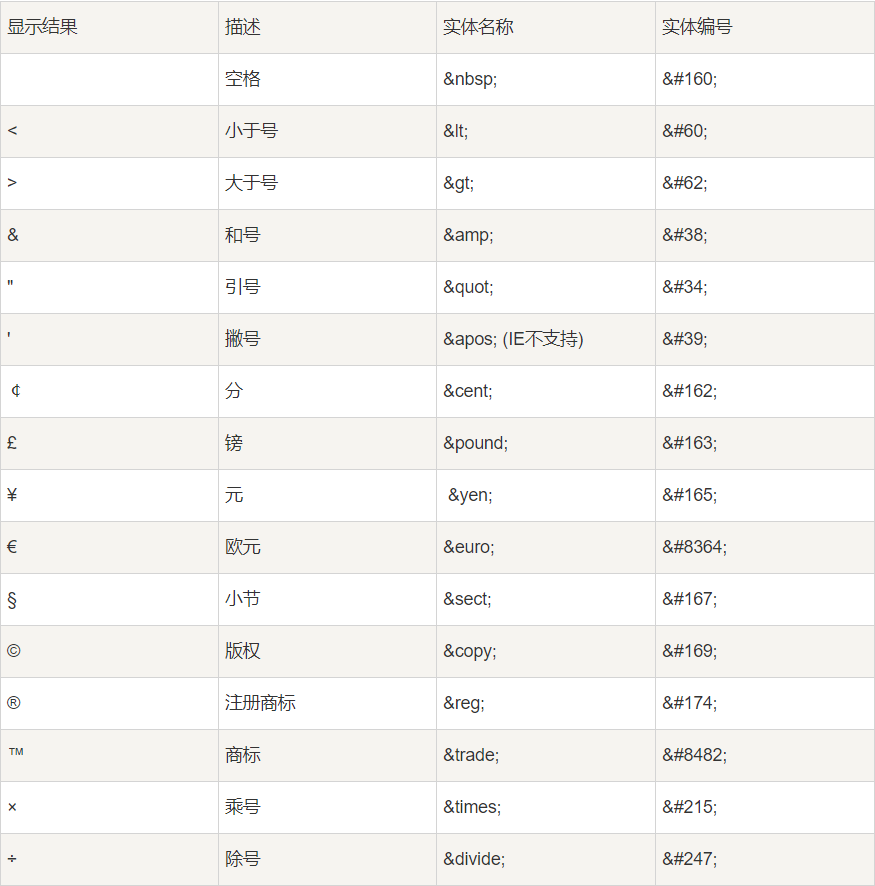 显示结果 描述 实体名称 实体编号
空格 &nbsp; &#160;
< 小于号 &lt; &#60;
> 大于号 &gt; &#62;
& 和号 &amp; &#38;
" 引号 &quot; &#34;
' 撇号 &apos; (IE不支持) &#39;
￠ 分 &cent; &#162;
£ 镑 &pound; &#163;
¥ 元 &yen; &#165;
€ 欧元 &euro; &#8364;
§ 小节 &sect; &#167;
© 版权 &copy; &#169;
® 注册商标 &reg; &#174;
™ 商标 &trade; &#8482;
× 乘号 &times; &#215;
÷ 除号 &divide; &#247;